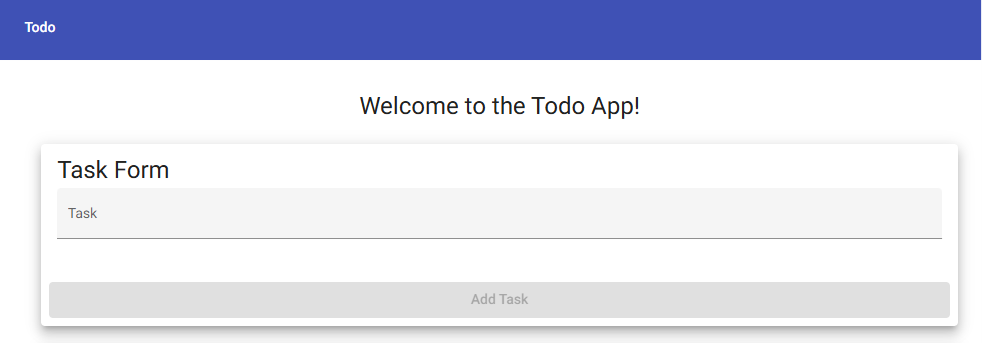 Todo
Welcome to the Todo App!
Task Form
Task
Add Task